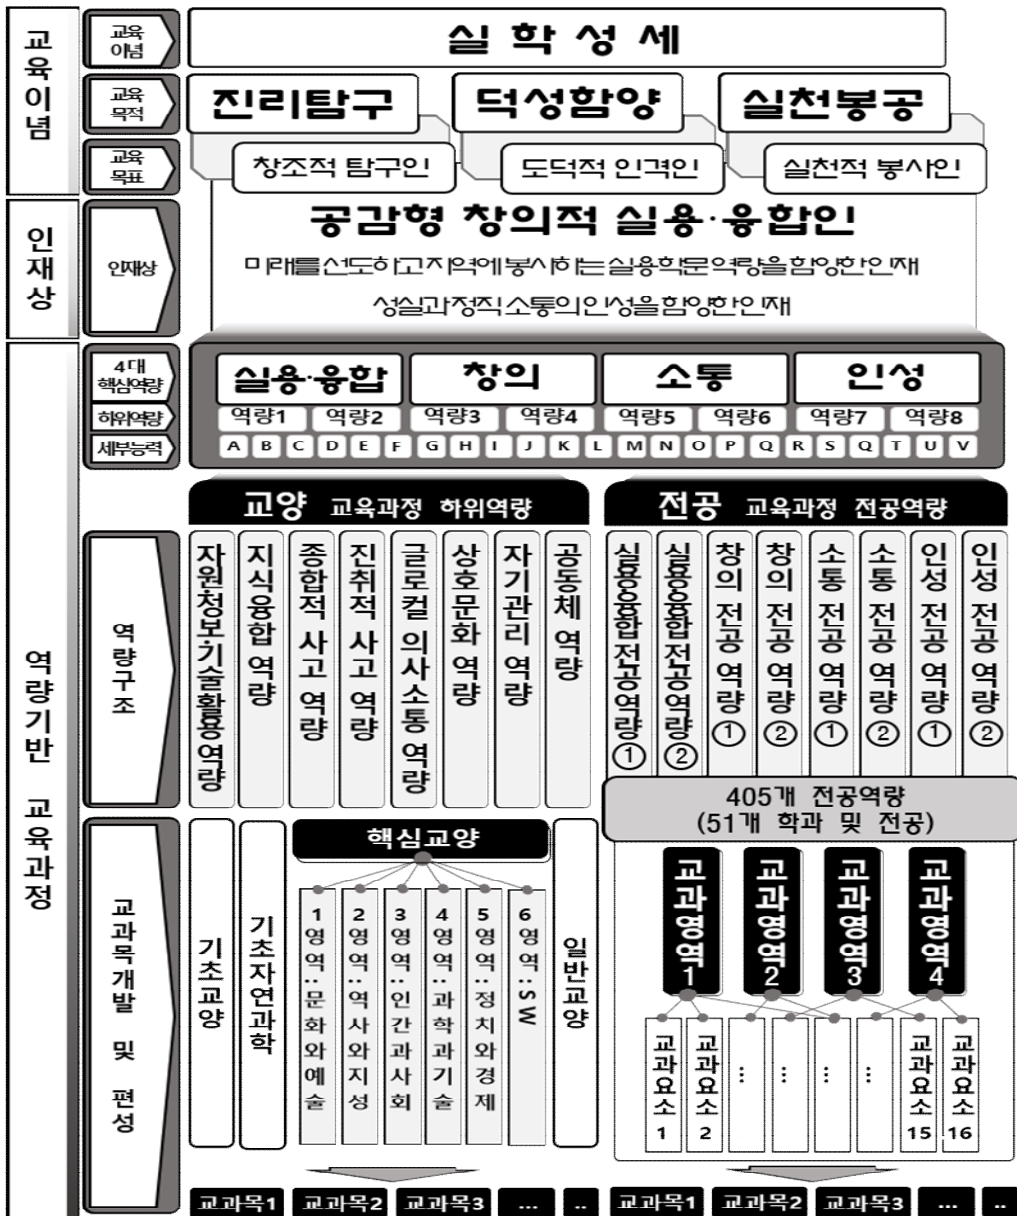 교육이념
교육
이념
실학성세
교육
목적
진리탐구
덕성함양
실천봉공
교육
목표
창조적 탐구인
도덕적 인격인
실천적 봉사인
인재상
인재상
공감형 창의적 실용·융합인
미래를선도하고지역에봉사하는실용학문역량을함양한인재
성실과정직소통의인성을함양한인재
역량기반 교육과정
4대
핵심역량
실용·융합
창의
소통
인성
하위역량
역량1
역량2
역량3
역량4
역량5
역량6
역량7
역량8
세부능력
A B C D E F G H I J K L M N O P Q R S Q T U V
교양 교육과정 하위역량
전공 교육과정 전공역량
역량구조
자원·정보·기술활용역량
지식융합 역량
종합적 사고 역량
진취적 사고 역량
글로컬 의사소통 역량
상호문화 역량
자기관리 역량
공동체 역량
실용융합전공역량①
실용융합전공역량②
창의 전공 역량①
창의 전공 역량②
소통 전공 역량①
소통 전공 역량②
인성 전공 역량①
인성 전공 역량②
405개 전공역량
(51개 학과 및 전공)
교과목개발 및 편성
기초교양
기초자연과학
핵심교양
1영역:문화와예술
2영역:역사와지성
3영역:인간과사회
4영역:과학과기술
5영역:정치와경제
6영역:SW
일반교양
교과영역1
교과영역2
교과영역3
교과영역4
교과요소1
교과요소2
...
...
...
...
교과요소15
교과요소16
교과목1
교과목2
교과목3
...
..
교과목1
교과목2
교과목3
...
..